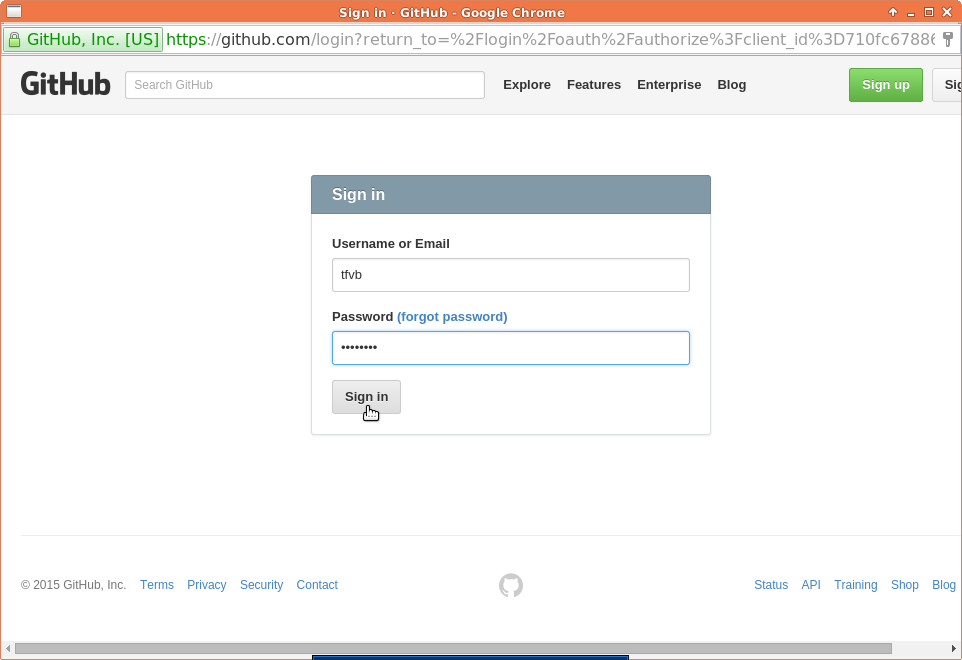 Sign in · GitHub - Google Chrome
GitHub, Inc. [US] https://github.com/login?return_to=%2Flogin%2Foauth%2Fauthorize%3Fclient_id%3D710fc67886
GitHub Search GitHub Explore Features Enterprise Blog Sign up
Sign in
Username or Email
tfvb
Password (forgot password)
••••••••
Sign in
© 2015 GitHub, Inc. Terms Privacy Security Contact Status API Training Shop Blog